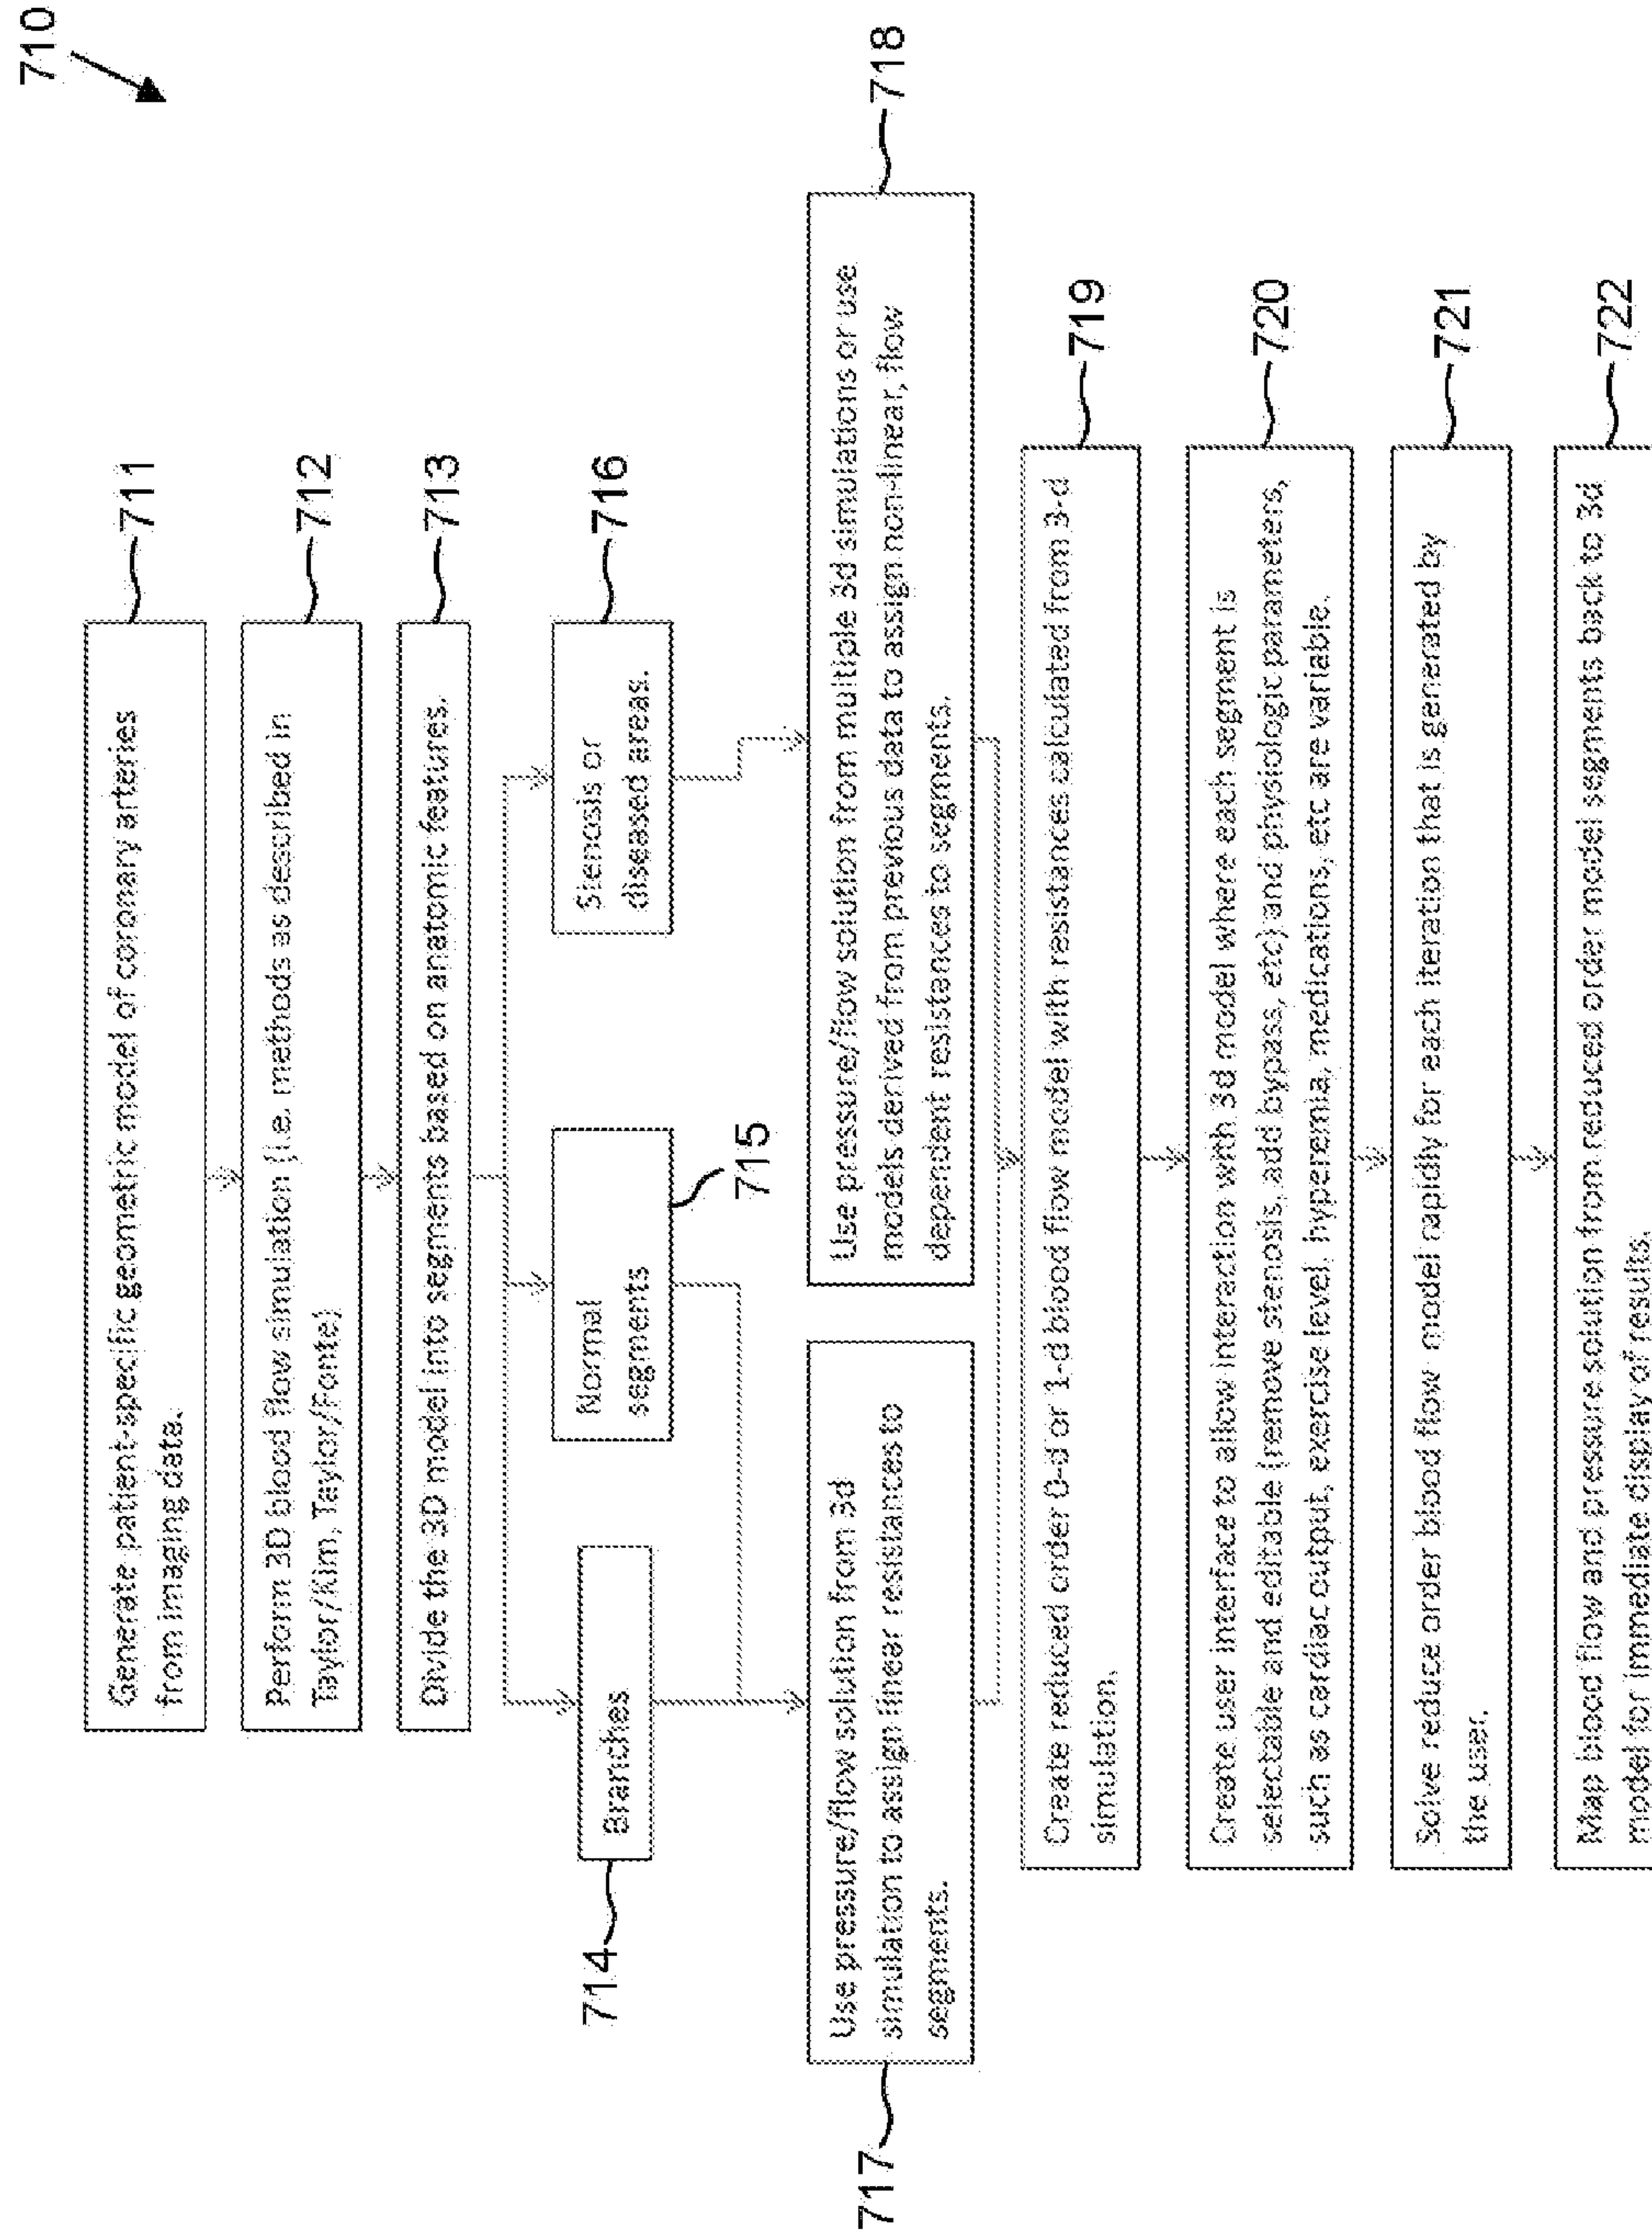 710
Generate patient-specific geometric model of coronary arteries
from imaging data.
711
Perform 3D blood flow simulation (i.e. methods as described in
Taylor/Kim, Taylor/Fonte)
712
Divide the 3D model into segments based on anatomic features.
713
Branches
714
Normal
segments
715
Stenosis or
diseased areas.
716
Use pressure/flow solution from 3d
simulation to assign linear resistances to
segments.
717
Use pressure/flow solution from multiple 3d simulations or use
models derived from previous data to assign non-linear, flow
dependent resistances to segments.
718
Create reduced order 0-d or 1-d blood flow model with resistances calculated from 3-d
simulation.
719
Create user interface to allow interaction with 3d model where each segment is
selectable and editable (remove stenosis, add bypass, etc) and physiologic parameters,
such as cardiac output, exercise level, hyperemia, medications, etc are variable.
720
Solve reduce order blood flow model rapidly for each iteration that is generated by
the user.
721
Map blood flow and pressure solution from reduced order model segments back to 3d
model for immediate display of results.
722